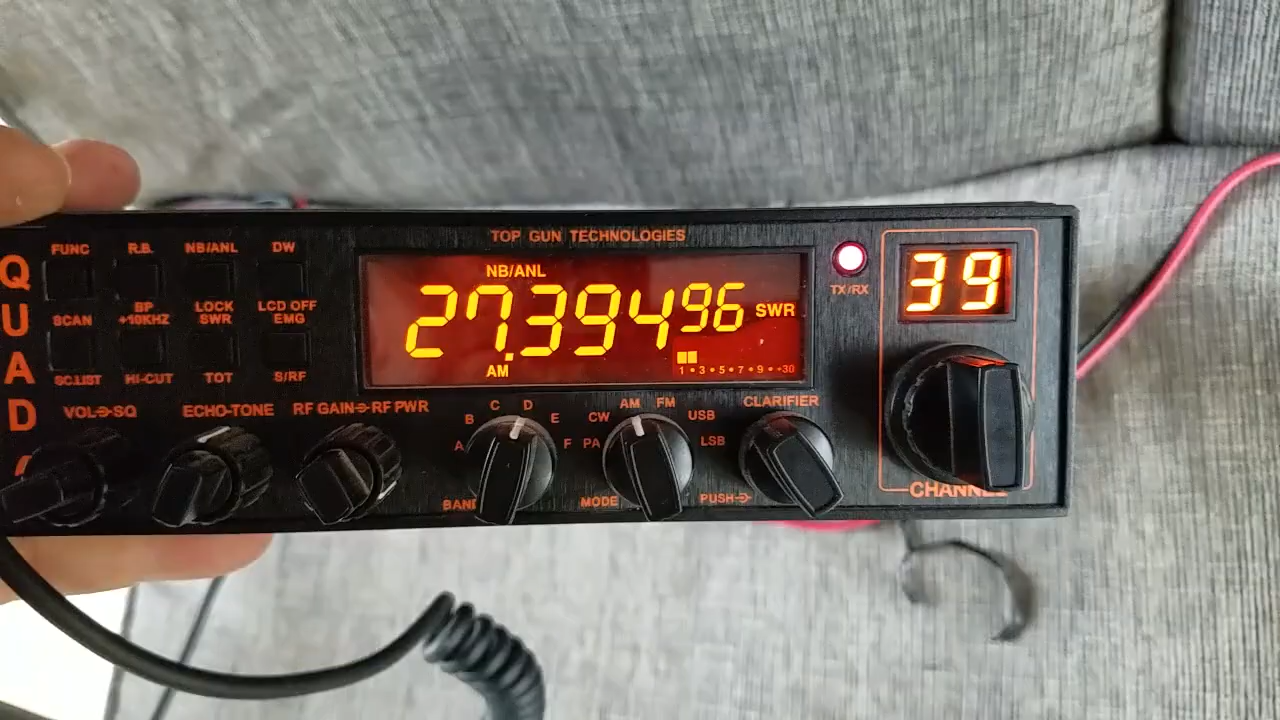 TOP GUN TECHNOLOGIES
QUAD
FUNC R.B. NB/ANL DW
SCAN BP +10KHZ LOCK SWR LCD OFF EMG
SC.LIST HI-CUT TOT S/RF
NB/ANL
27.39496 SWR
AM 1•3•5•7•9•+30
TX/RX
39
VOL SQ ECHO-TONE RF GAIN RF PWR
A B C D E F
BAND
PA CW AM FM USB LSB
MODE
CLARIFIER
PUSH
CHANNEL